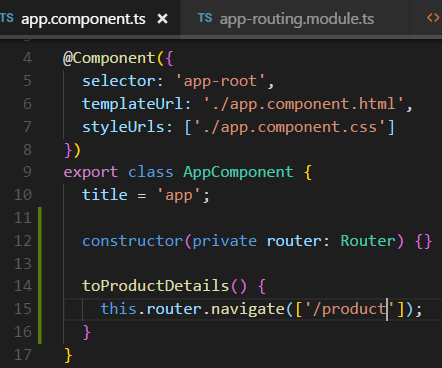 TS app.component.ts × TS app-routing.module.ts <>
4 @Component({
5   selector: 'app-root',
6   templateUrl: './app.component.html',
7   styleUrls: ['./app.component.css']
8 })
9 export class AppComponent {
10   title = 'app';
11
12   constructor(private router: Router) {}
13
14   toProductDetails() {
15     this.router.navigate(['/product']);
16   }
17 }